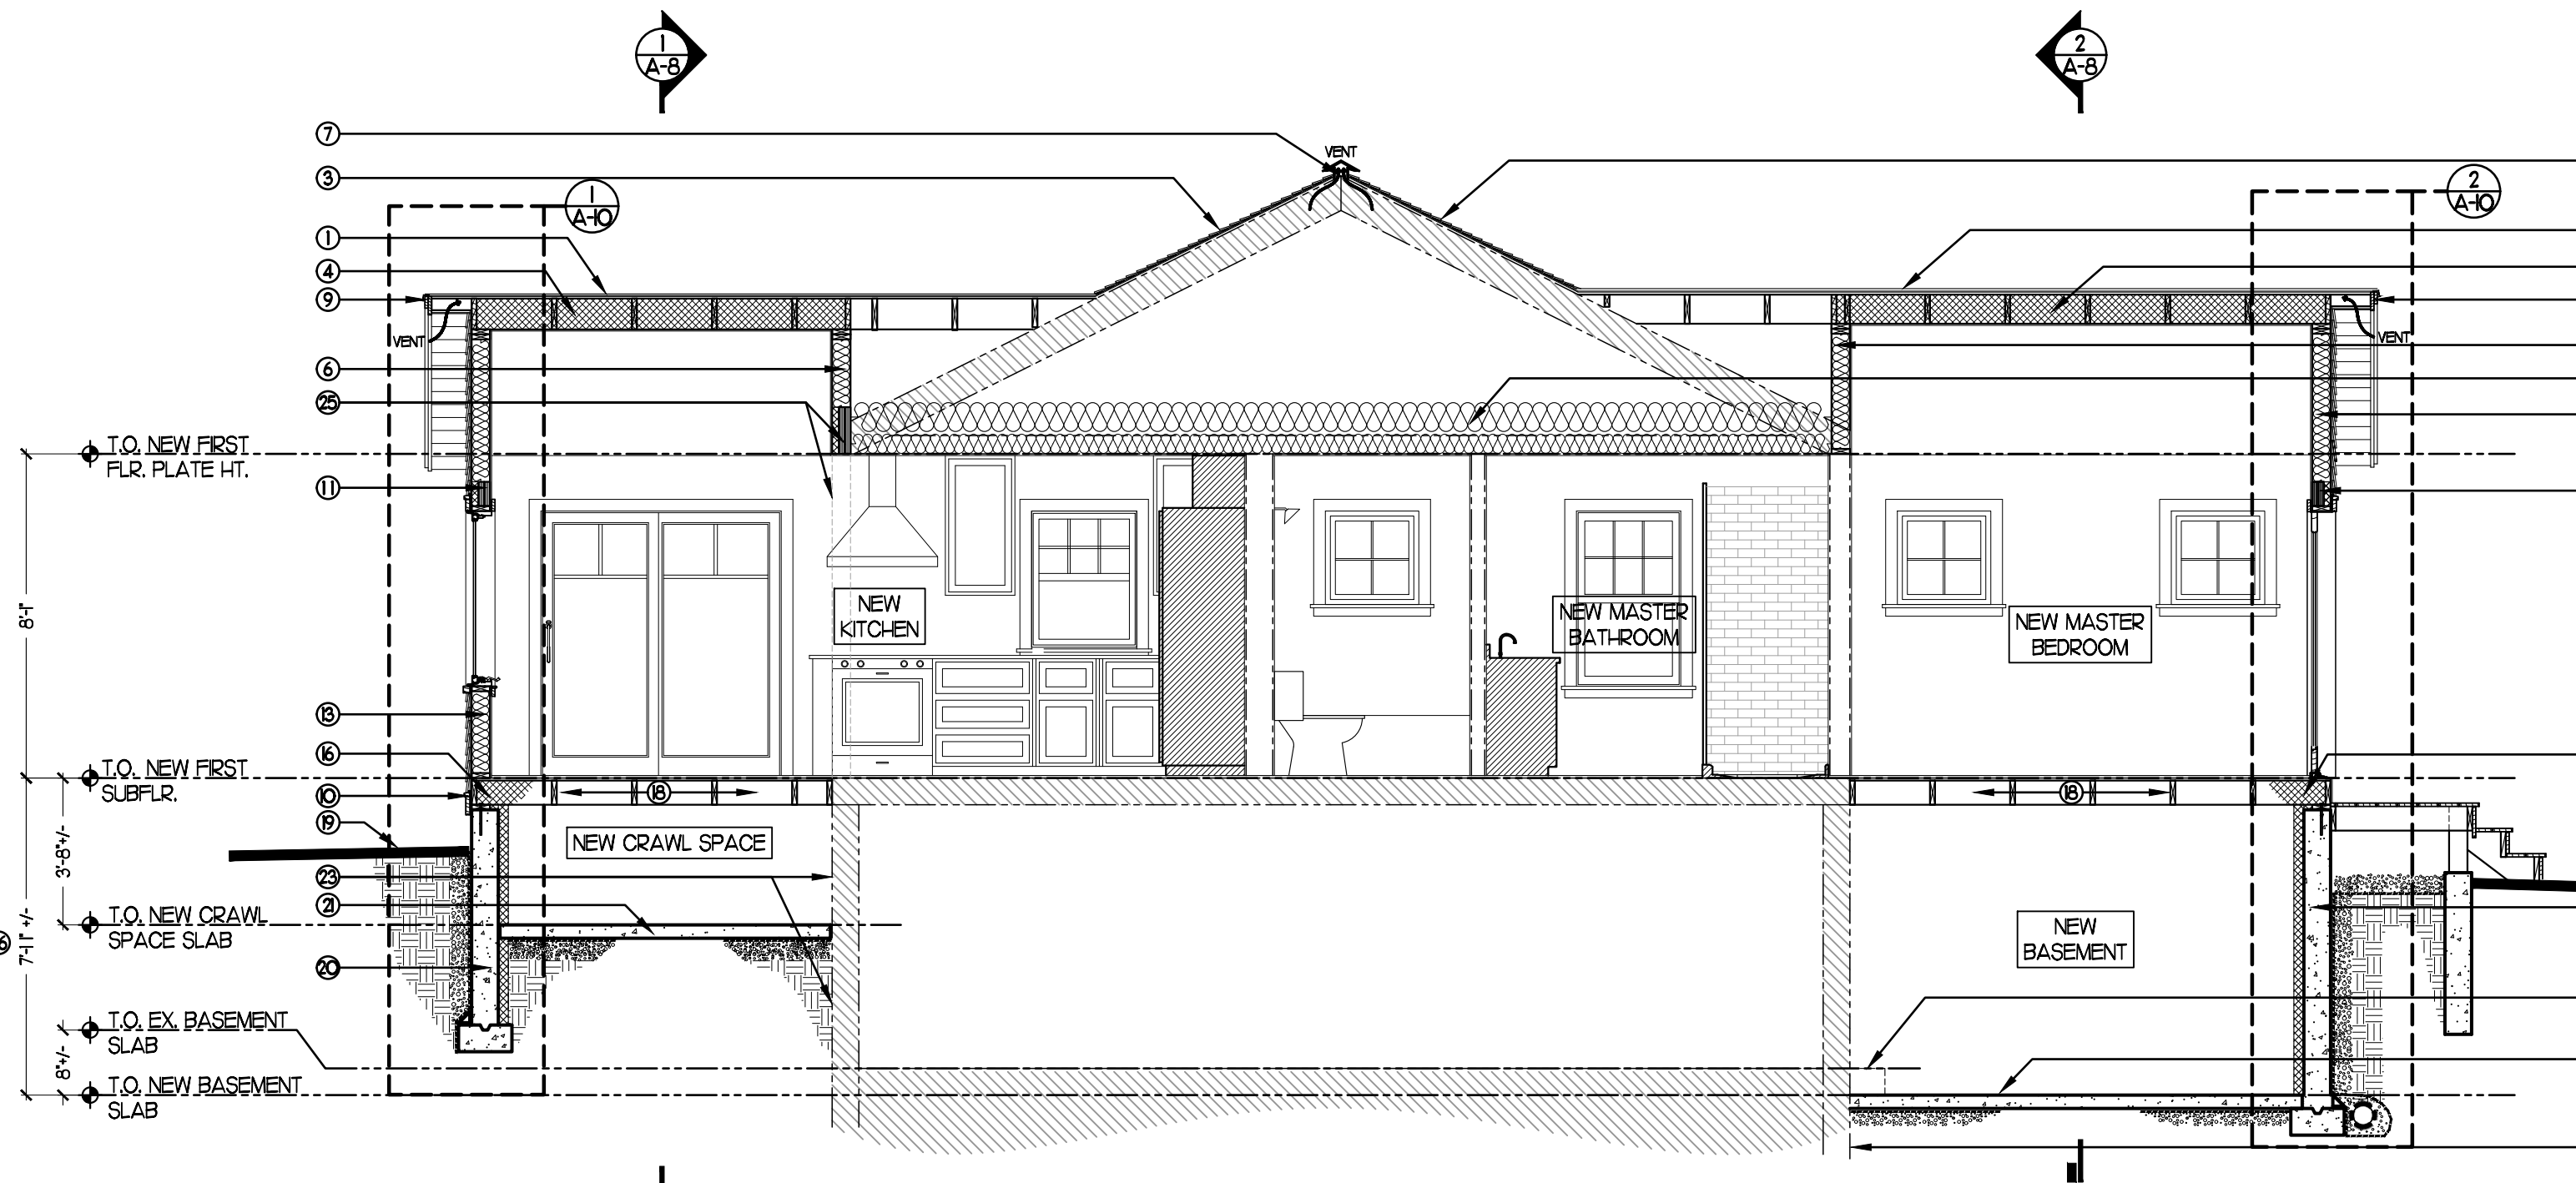 1
A-8
2
A-8
7
VENT
3
1
A-10
2
A-10
1
4
9
VENT
VENT
6
25
T.O. NEW FIRST
FLR. PLATE HT.
11
8'-1"
NEW
KITCHEN
NEW MASTER
BATHROOM
NEW MASTER
BEDROOM
13
16
T.O. NEW FIRST
SUBFLR.
10
18
18
19
3'-8"+/-
NEW CRAWL SPACE
23
21
T.O. NEW CRAWL
SPACE SLAB
7'-11" +/-
NEW
BASEMENT
20
T.O. EX. BASEMENT
SLAB
8"+/-
T.O. NEW BASEMENT
SLAB